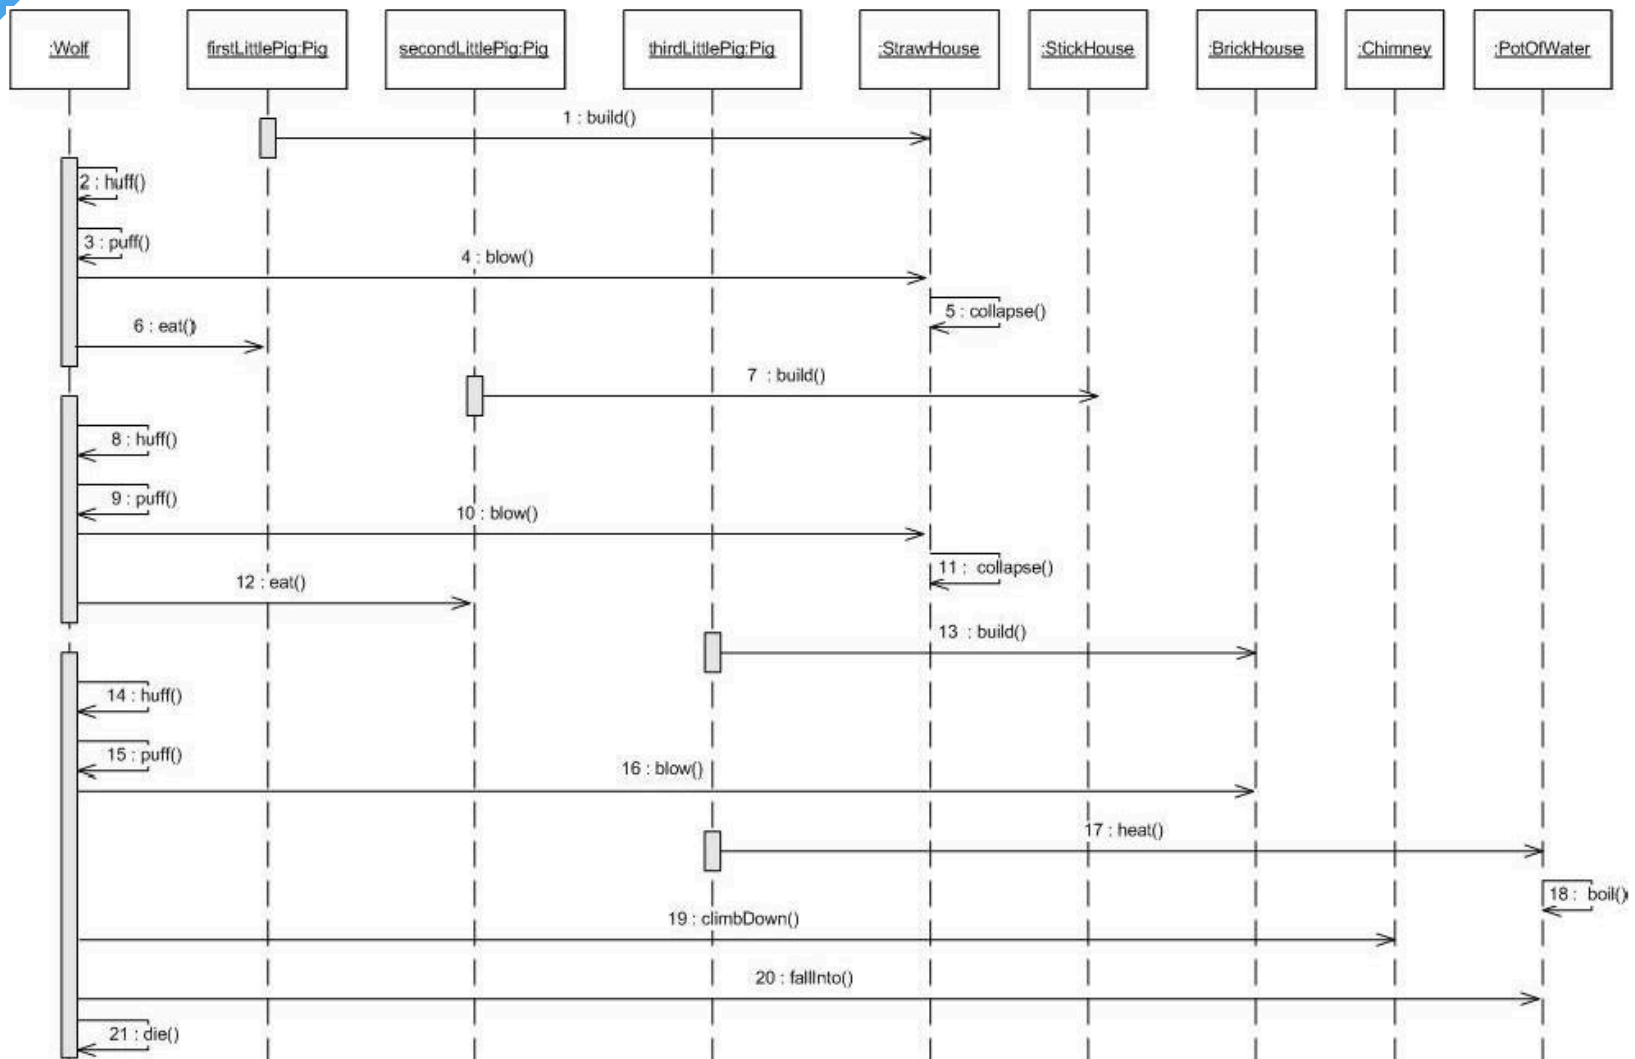 :Wolf
firstLittlePig:Pig
secondLittlePig:Pig
thirdLittlePig:Pig
:StrawHouse
:StickHouse
:BrickHouse
:Chimney
:PotOfWater
1 : build()
2 : huff()
3 : puff()
4 : blow()
5 : collapse()
6 : eat()
7 : build()
8 : huff()
9 : puff()
10 : blow()
11 : collapse()
12 : eat()
13 : build()
14 : huff()
15 : puff()
16 : blow()
17 : heat()
18 : boil()
19 : climbDown()
20 : fallInto()
21 : die()